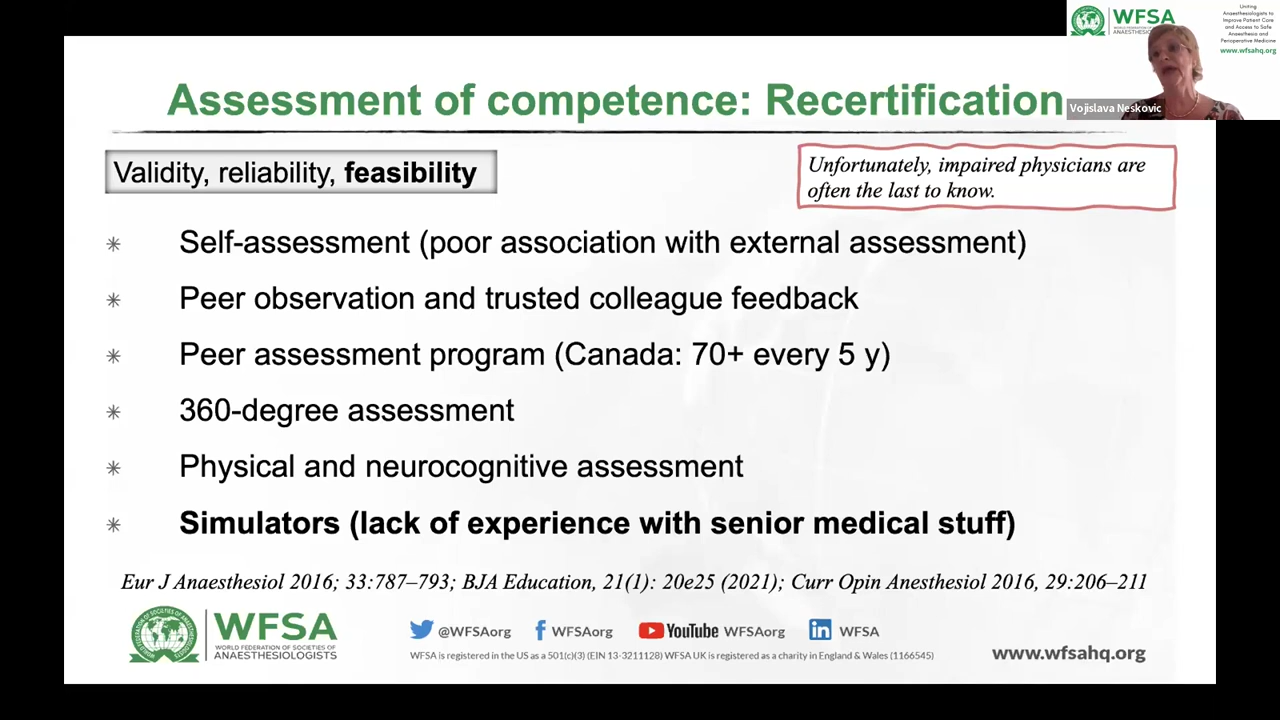 WFSA
WORLD FEDERATION OF
ANAESTHESIOLOGISTS
Uniting
Anaesthesiologists to
Improve Patient Care
and Access to Safe
Anaesthesia and
Perioperative Medicine
www.wfsahq.org
Vojislava Neskovic
Assessment of competence: Recertification
Validity, reliability, feasibility
Unfortunately, impaired physicians are
often the last to know.
Self-assessment (poor association with external assessment)
Peer observation and trusted colleague feedback
Peer assessment program (Canada: 70+ every 5 y)
360-degree assessment
Physical and neurocognitive assessment
Simulators (lack of experience with senior medical stuff)
Eur J Anaesthesiol 2016; 33:787–793; BJA Education, 21(1): 20e25 (2021); Curr Opin Anesthesiol 2016, 29:206–211
WFSA
WORLD FEDERATION OF SOCIETIES OF
ANAESTHESIOLOGISTS
@WFSAorg
WFSAorg
YouTube WFSAorg
WFSA
WFSA is registered in the US as a 501(c)(3) (EIN 13-3211128) WFSA UK is registered as a charity in England & Wales (1166545)
www.wfsahq.org